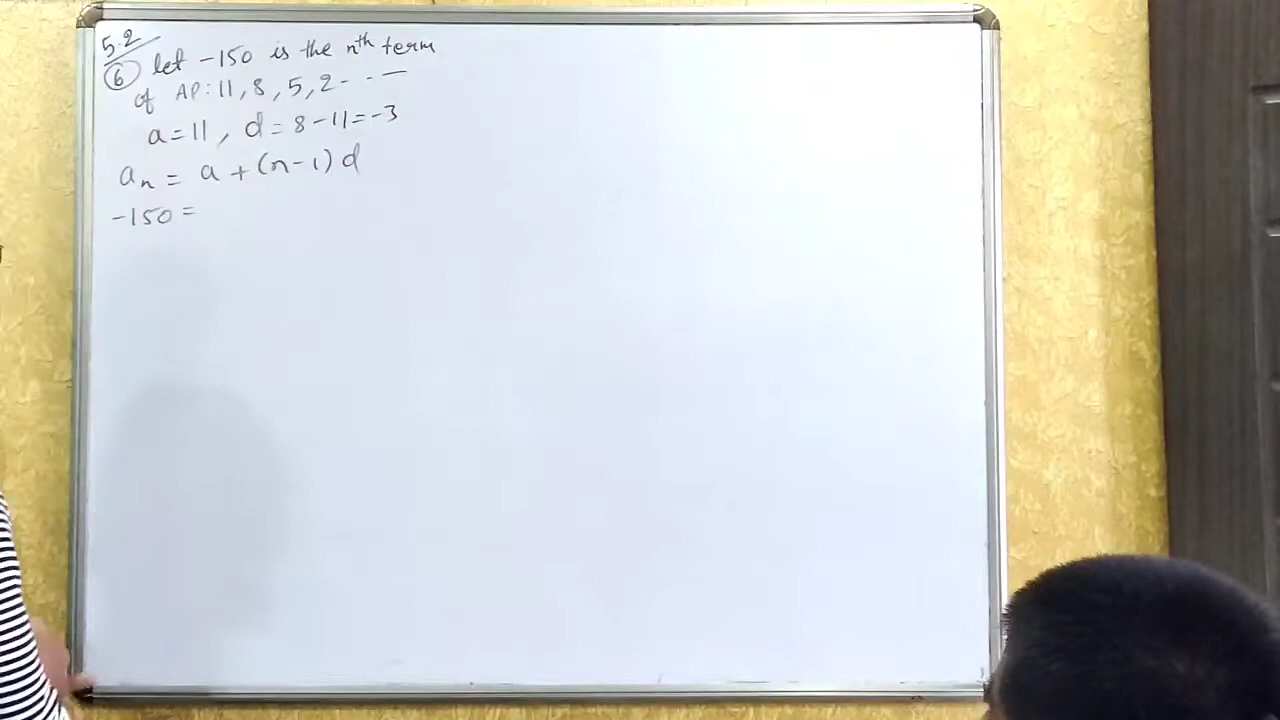 5.2
⑥ let -150 is the nth term
of AP: 11, 8, 5, 2 - - —
a = 11 , d = 8 - 11 = -3
an = a + (n - 1) d
-150 =